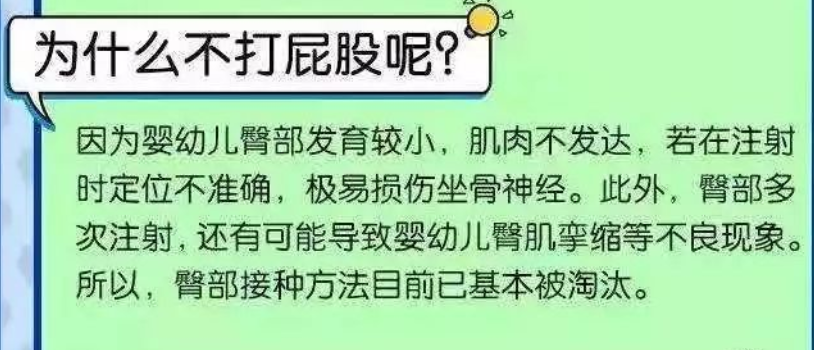 为什么不打屁股呢？
因为婴幼儿臀部发育较小，肌肉不发达，若在注射
时定位不准确，极易损伤坐骨神经。此外，臀部多
次注射，还有可能导致婴幼儿臀肌挛缩等不良现象。
所以，臀部接种方法目前已基本被淘汰。